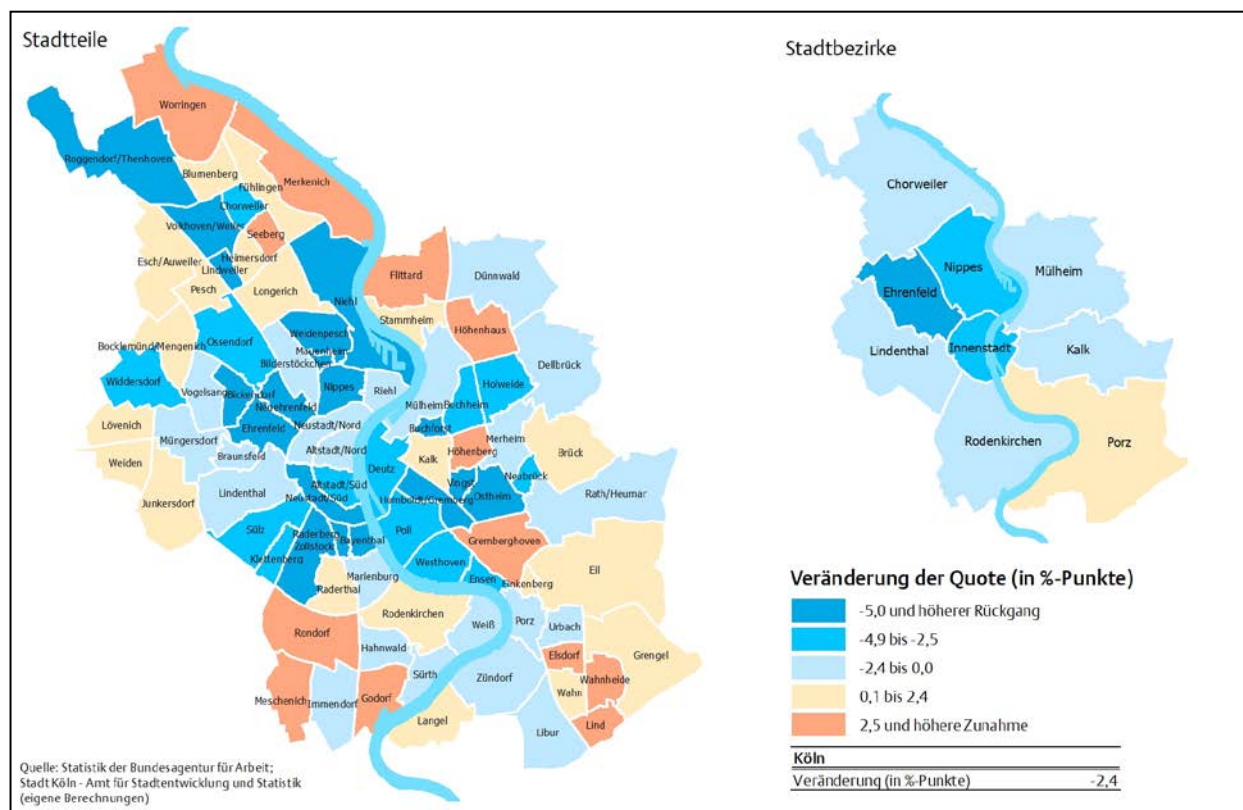 Stadtteile
Stadtbezirke
Worringen
Roggendorf/Thenhoven
Blumenberg
Fühlingen
Merkenich
Chorweiler
Volkhoven/Weiler
Seeberg
Heimersdorf
Esch/Auweiler
Lindweiler
Pesch
Longerich
Niehl
Flittard
Dünnwald
Stammheim
Höhenhaus
Weidenpesch
Ossendorf
Mauenheim
Bocklemünd/Mengenich
Bilderstöckchen
Dellbrück
Widdersdorf
Vogelsang
Bickendorf
Nippes
Riehl
Holweide
Mülheim
Buchheim
Neuehrenfeld
Ehrenfeld
Neustadt/Nord
Buchforst
Lövenich
Müngersdorf
Merheim
Braunsfeld
Altstadt/Nord
Höhenberg
Brück
Weiden
Kalk
Deutz
Vingst
Neubrück
Junkersdorf
Lindenthal
Altstadt/Süd
Neustadt/Süd
Humboldt/Gremberg
Ostheim
Rath/Heumar
Sülz
Raderberg
Zollstock
Bayenthal
Poll
Gremberghoven
Klettenberg
Westhoven
Marienburg
Raderthal
Ensen
Finkenberg
Eil
Rodenkirchen
Rondorf
Weiß
Porz
Urbach
Hahnwald
Elsdorf
Grengel
Sürth
Zündorf
Wahn
Wahnheide
Meschenich
Immendorf
Godorf
Langel
Lind
Libur
Chorweiler
Nippes
Mülheim
Ehrenfeld
Lindenthal
Innenstadt
Kalk
Rodenkirchen
Porz
Veränderung der Quote (in %-Punkte)
-5,0 und höherer Rückgang
-4,9 bis -2,5
-2,4 bis 0,0
0,1 bis 2,4
2,5 und höhere Zunahme
Köln
Veränderung (in %-Punkte) -2,4
Quelle: Statistik der Bundesagentur für Arbeit;
Stadt Köln - Amt für Stadtentwicklung und Statistik
(eigene Berechnungen)